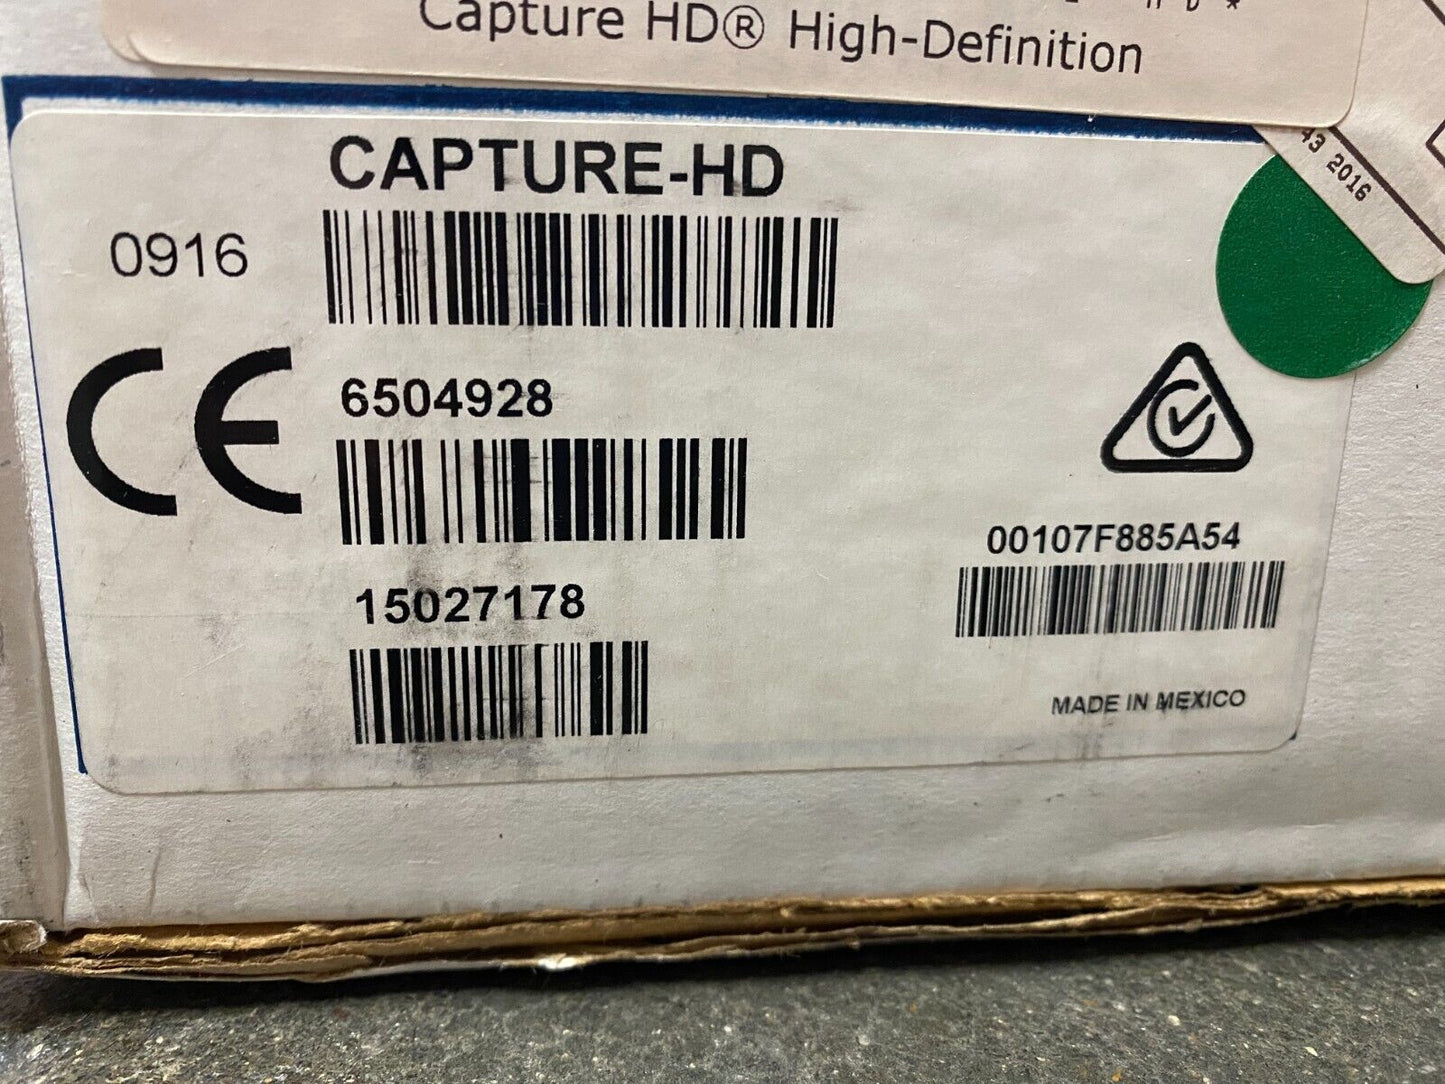 Capture HD® High-Definition
43 2016
CAPTURE-HD
0916
CE
6504928
15027178
00107F885A54
MADE IN MEXICO